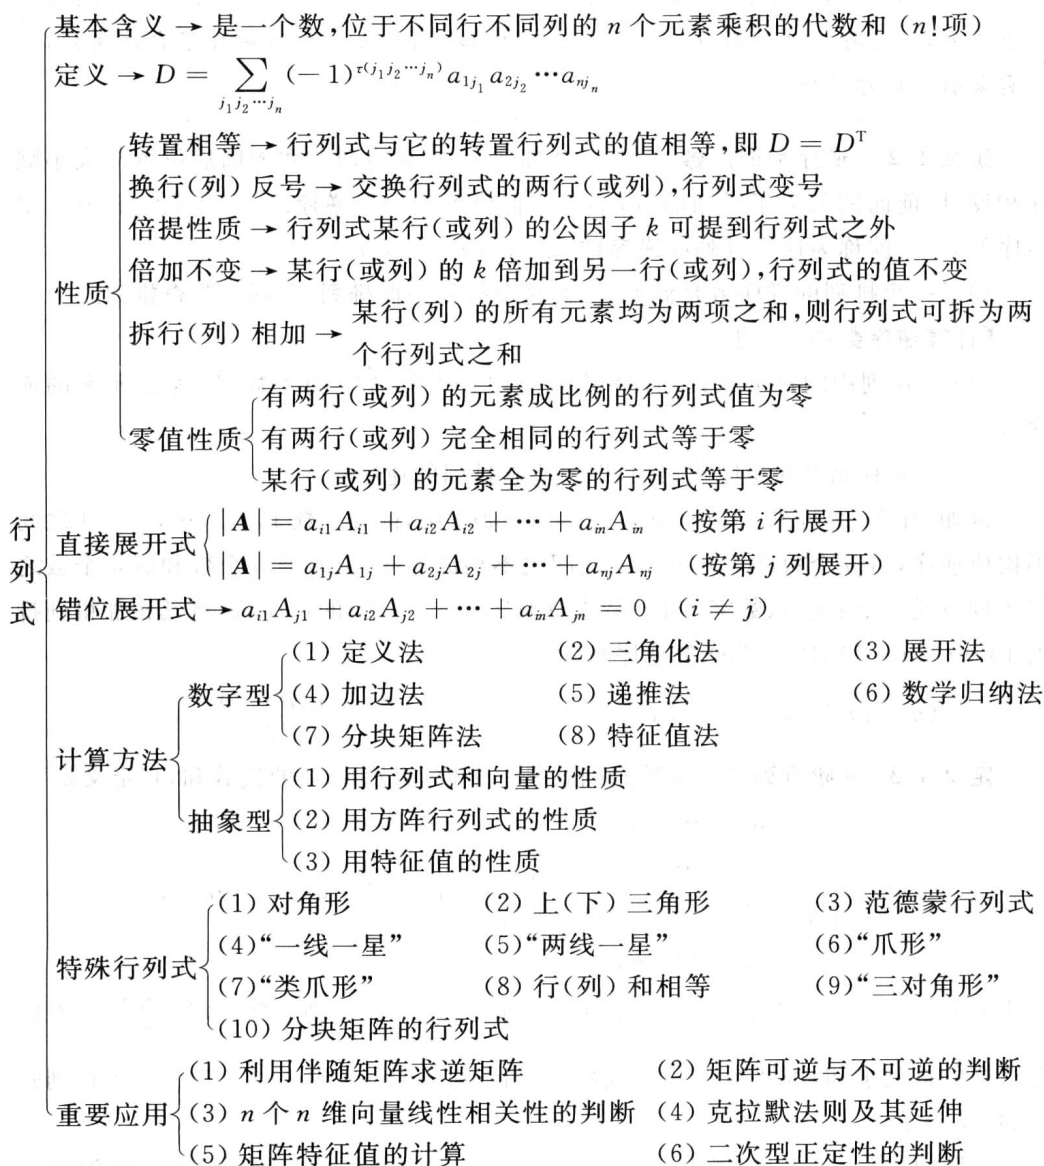 基本含义 → 是一个数,位于不同行不同列的 n 个元素乘积的代数和 (n!项)
定义 → D = ∑_{j₁j₂⋯jₙ} (−1)^{τ(j₁j₂⋯jₙ)} a_{1j₁} a_{2j₂} ⋯ a_{njₙ}
转置相等 → 行列式与它的转置行列式的值相等,即 D = Dᵀ
换行(列) 反号 → 交换行列式的两行(或列),行列式变号
倍提性质 → 行列式某行(或列) 的公因子 k 可提到行列式之外
性质
倍加不变 → 某行(或列) 的 k 倍加到另一行(或列),行列式的值不变
拆行(列) 相加 → 某行(列) 的所有元素均为两项之和,则行列式可拆为两
个行列式之和
有两行(或列) 的元素成比例的行列式值为零
零值性质 有两行(或列) 完全相同的行列式等于零
某行(或列) 的元素全为零的行列式等于零
行列式
直接展开式
|A| = a_{i1}A_{i1} + a_{i2}A_{i2} + ⋯ + a_{in}A_{in} (按第 i 行展开)
|A| = a_{1j}A_{1j} + a_{2j}A_{2j} + ⋯ + a_{nj}A_{nj} (按第 j 列展开)
错位展开式 → a_{i1}A_{j1} + a_{i2}A_{j2} + ⋯ + a_{in}A_{jn} = 0 (i ≠ j)
计算方法
数字型
(1) 定义法 (2) 三角化法 (3) 展开法
(4) 加边法 (5) 递推法 (6) 数学归纳法
(7) 分块矩阵法 (8) 特征值法
抽象型
(1) 用行列式和向量的性质
(2) 用方阵行列式的性质
(3) 用特征值的性质
特殊行列式
(1) 对角形 (2) 上(下) 三角形 (3) 范德蒙行列式
(4)“一线一星” (5)“两线一星” (6)“爪形”
(7)“类爪形” (8) 行(列) 和相等 (9)“三对角形”
(10) 分块矩阵的行列式
重要应用
(1) 利用伴随矩阵求逆矩阵 (2) 矩阵可逆与不可逆的判断
(3) n 个 n 维向量线性相关性的判断 (4) 克拉默法则及其延伸
(5) 矩阵特征值的计算 (6) 二次型正定性的判断